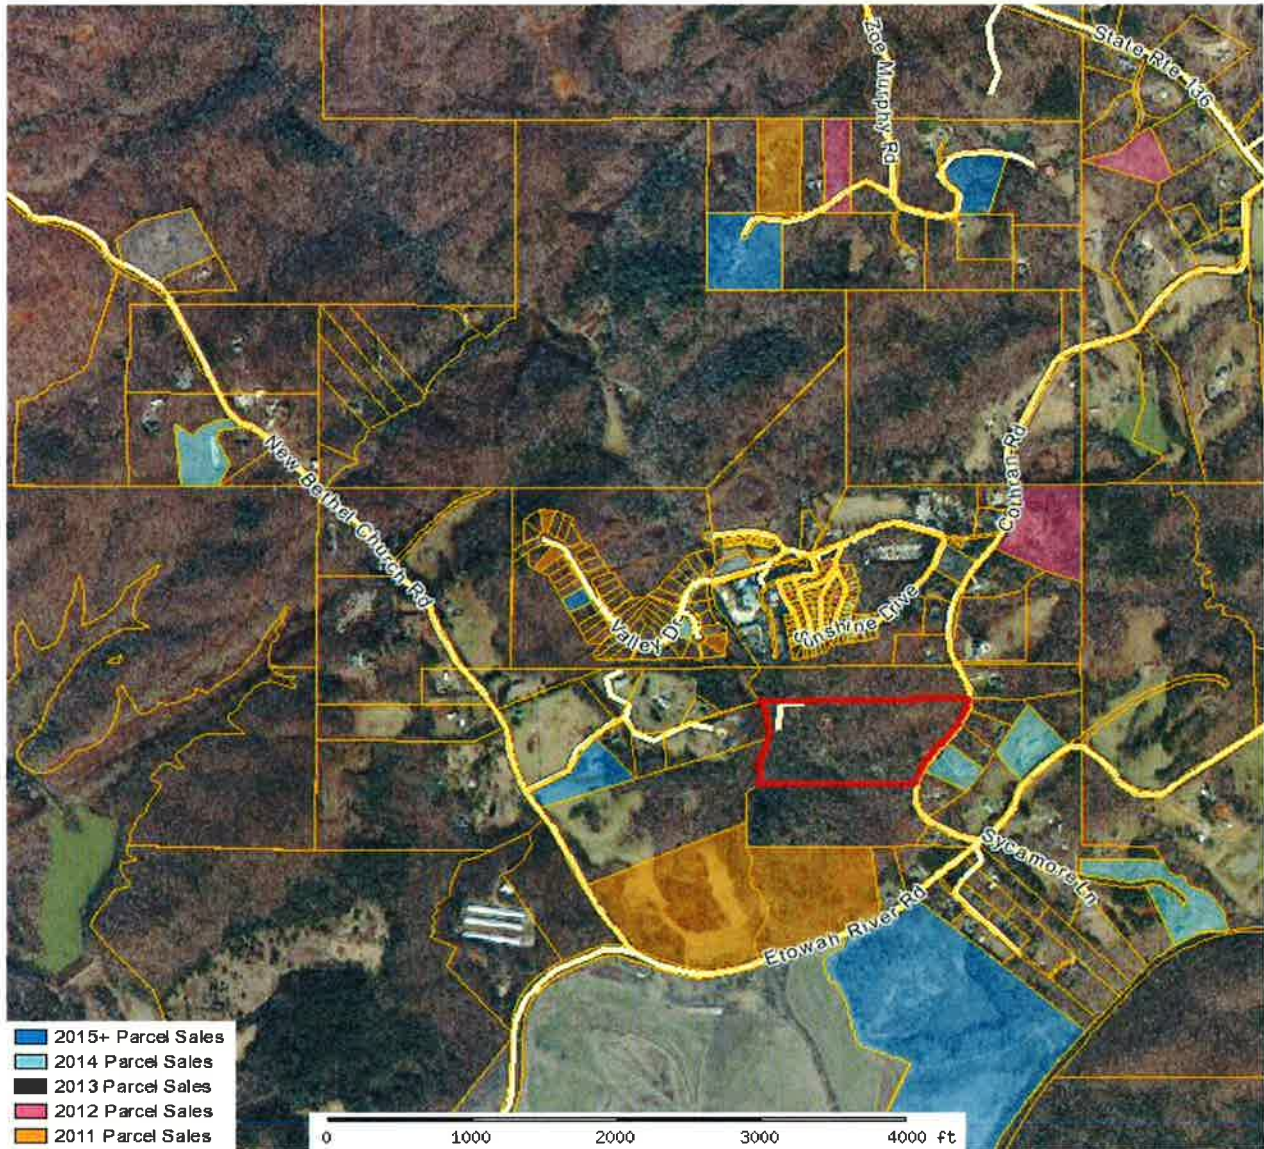 State Rte 136
Zoe Murphy Rd
Cothran Rd
New Bethel Church Rd
Valley Dr
Sunshine Drive
Sycamore Ln
Etowah River Rd
2015+ Parcel Sales
2014 Parcel Sales
2013 Parcel Sales
2012 Parcel Sales
2011 Parcel Sales
0 1000 2000 3000 4000 ft